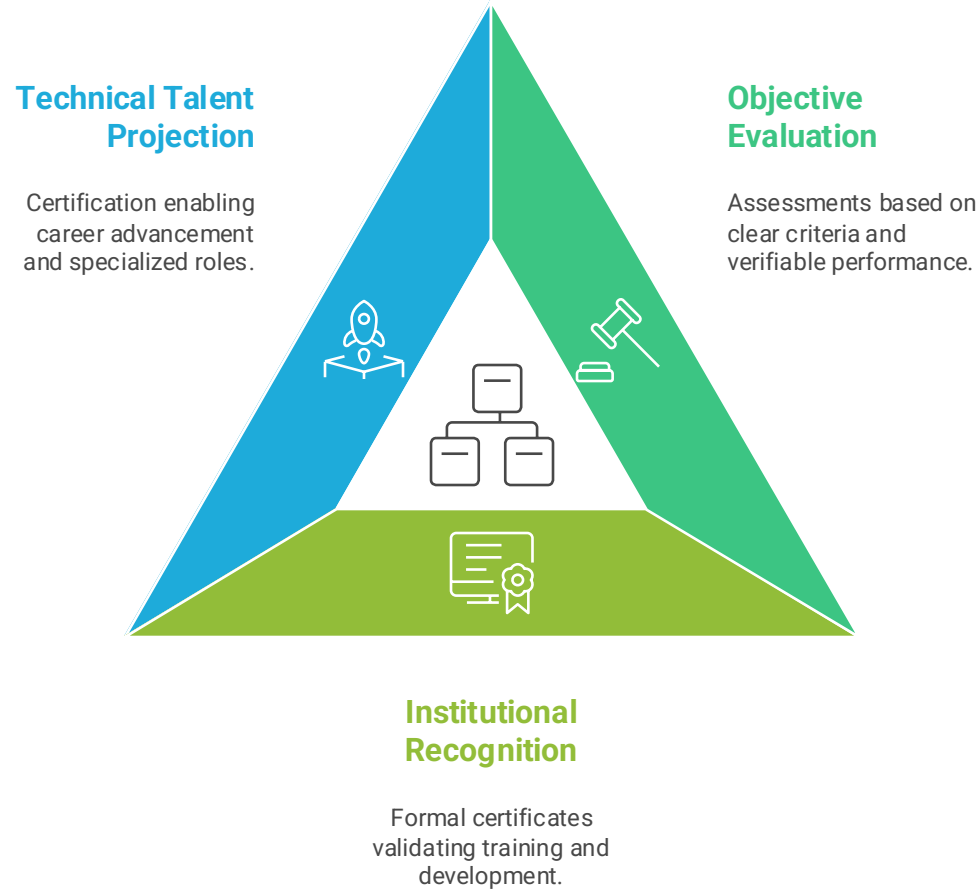 Technical Talent
Projection
Certification enabling
career advancement
and specialized roles.
Objective
Evaluation
Assessments based on
clear criteria and
verifiable performance.
Institutional
Recognition
Formal certificates
validating training and
development.